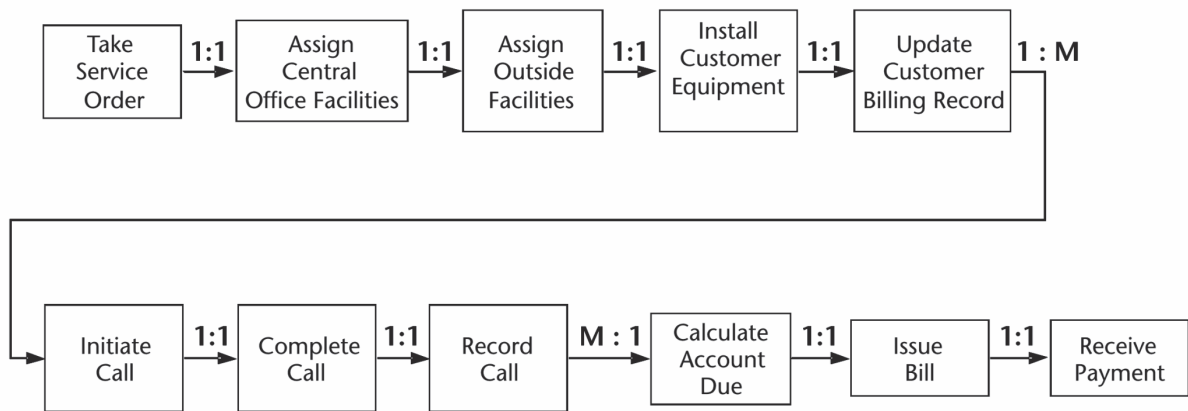 Take
Service
Order
1:1
Assign
Central
Office Facilities
1:1
Assign
Outside
Facilities
1:1
Install
Customer
Equipment
1:1
Update
Customer
Billing Record
1 : M
Initiate
Call
1:1
Complete
Call
1:1
Record
Call
M : 1
Calculate
Account
Due
1:1
Issue
Bill
1:1
Receive
Payment